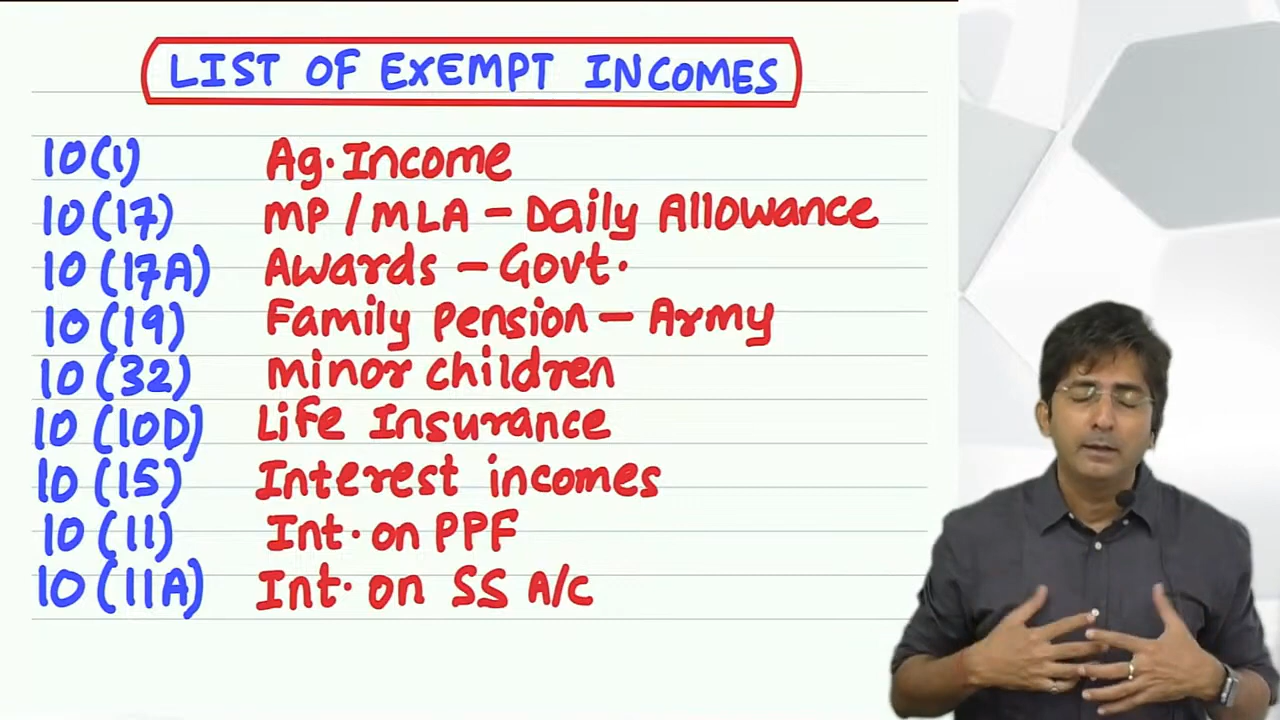 LIST OF EXEMPT INCOMES
10(1) Ag. Income
10(17) MP/MLA - Daily Allowance
10(17A) Awards - Govt.
10(19) Family Pension - Army
10(32) minor children
10(10D) Life Insurance
10(15) Interest incomes
10(11) Int. on PPF
10(11A) Int. on SS A/c